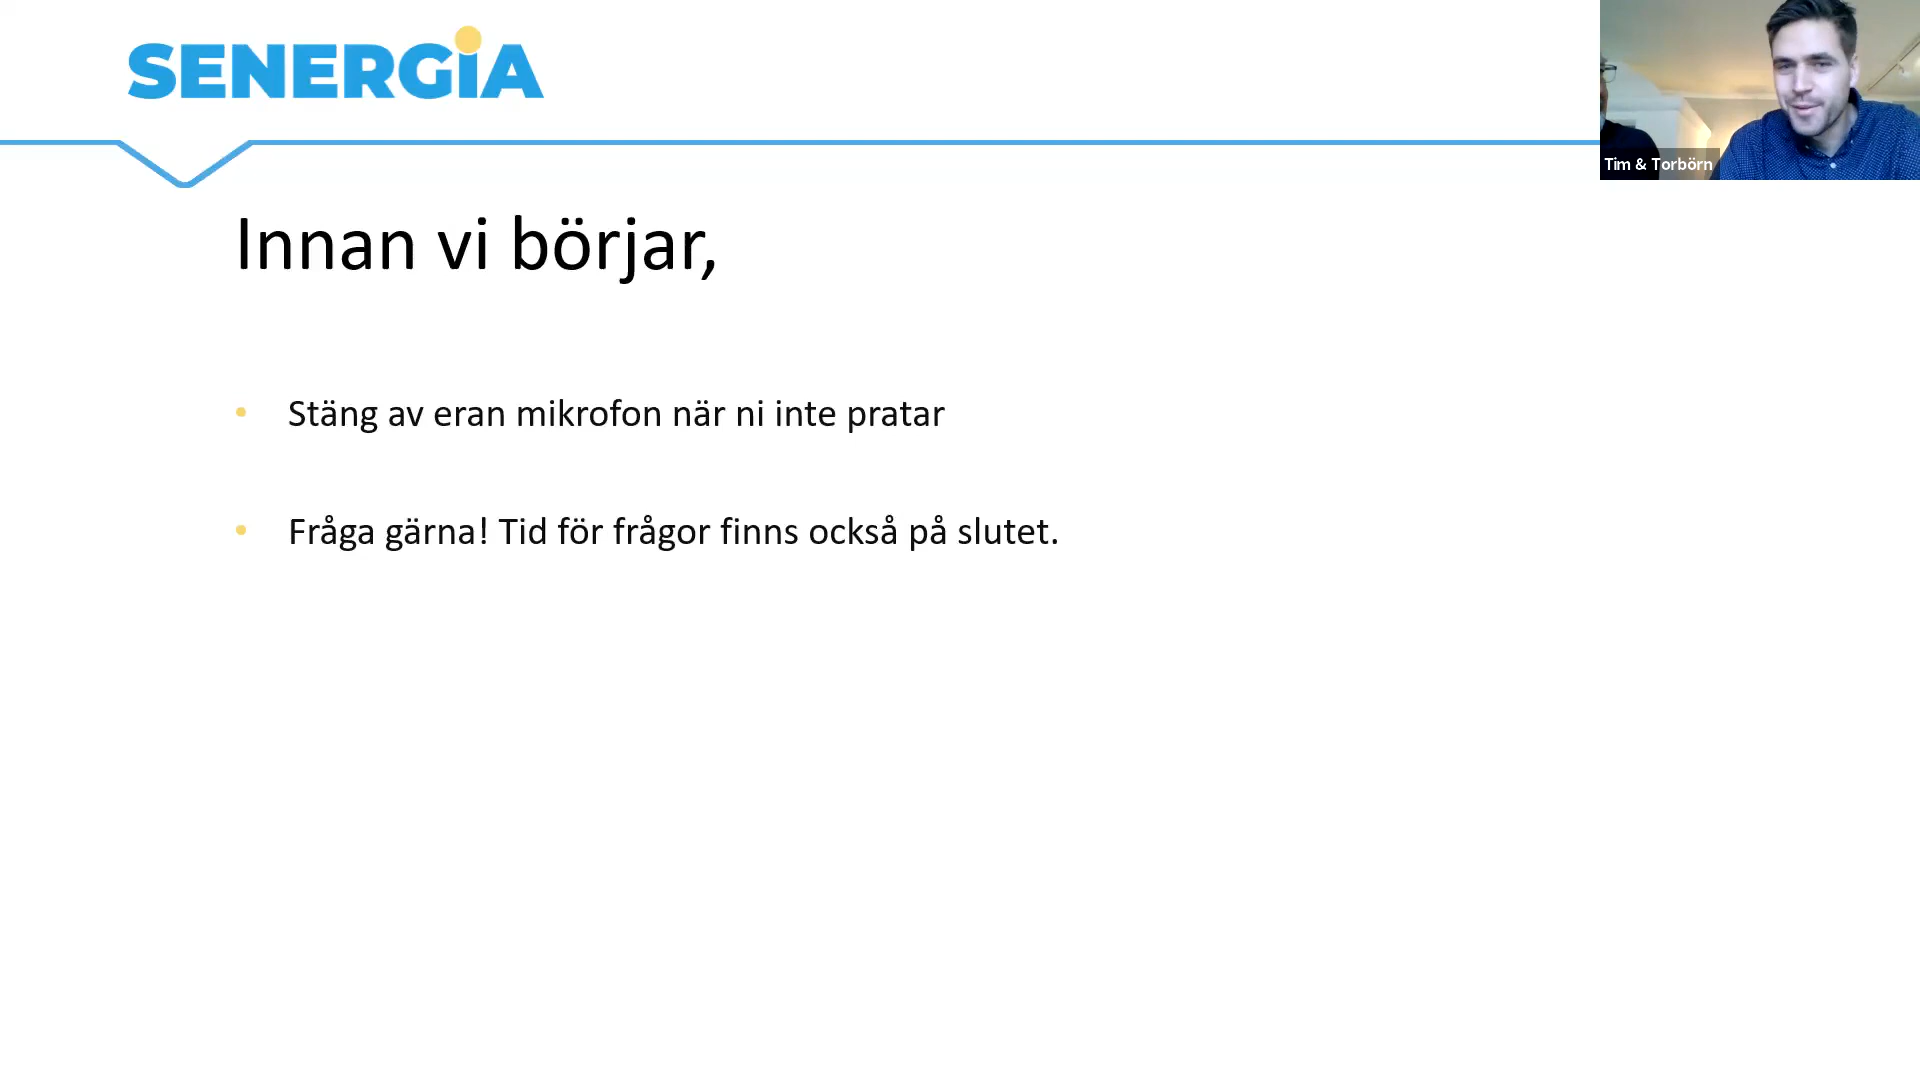 SENERGIA
Tim & Torbörn
Innan vi börjar,
Stäng av eran mikrofon när ni inte pratar
Fråga gärna! Tid för frågor finns också på slutet.